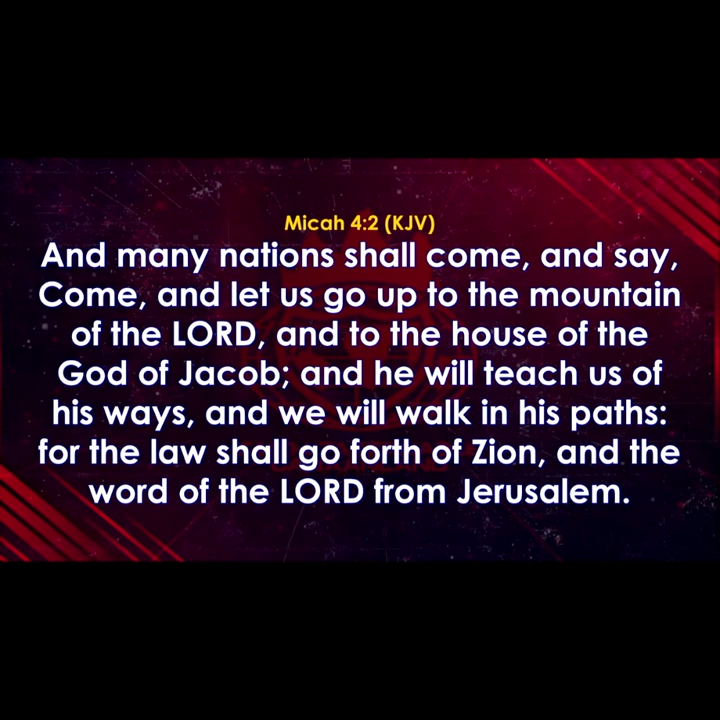 Micah 4:2 (KJV)
And many nations shall come, and say,
Come, and let us go up to the mountain
of the LORD, and to the house of the
God of Jacob; and he will teach us of
his ways, and we will walk in his paths:
for the law shall go forth of Zion, and the
word of the LORD from Jerusalem.